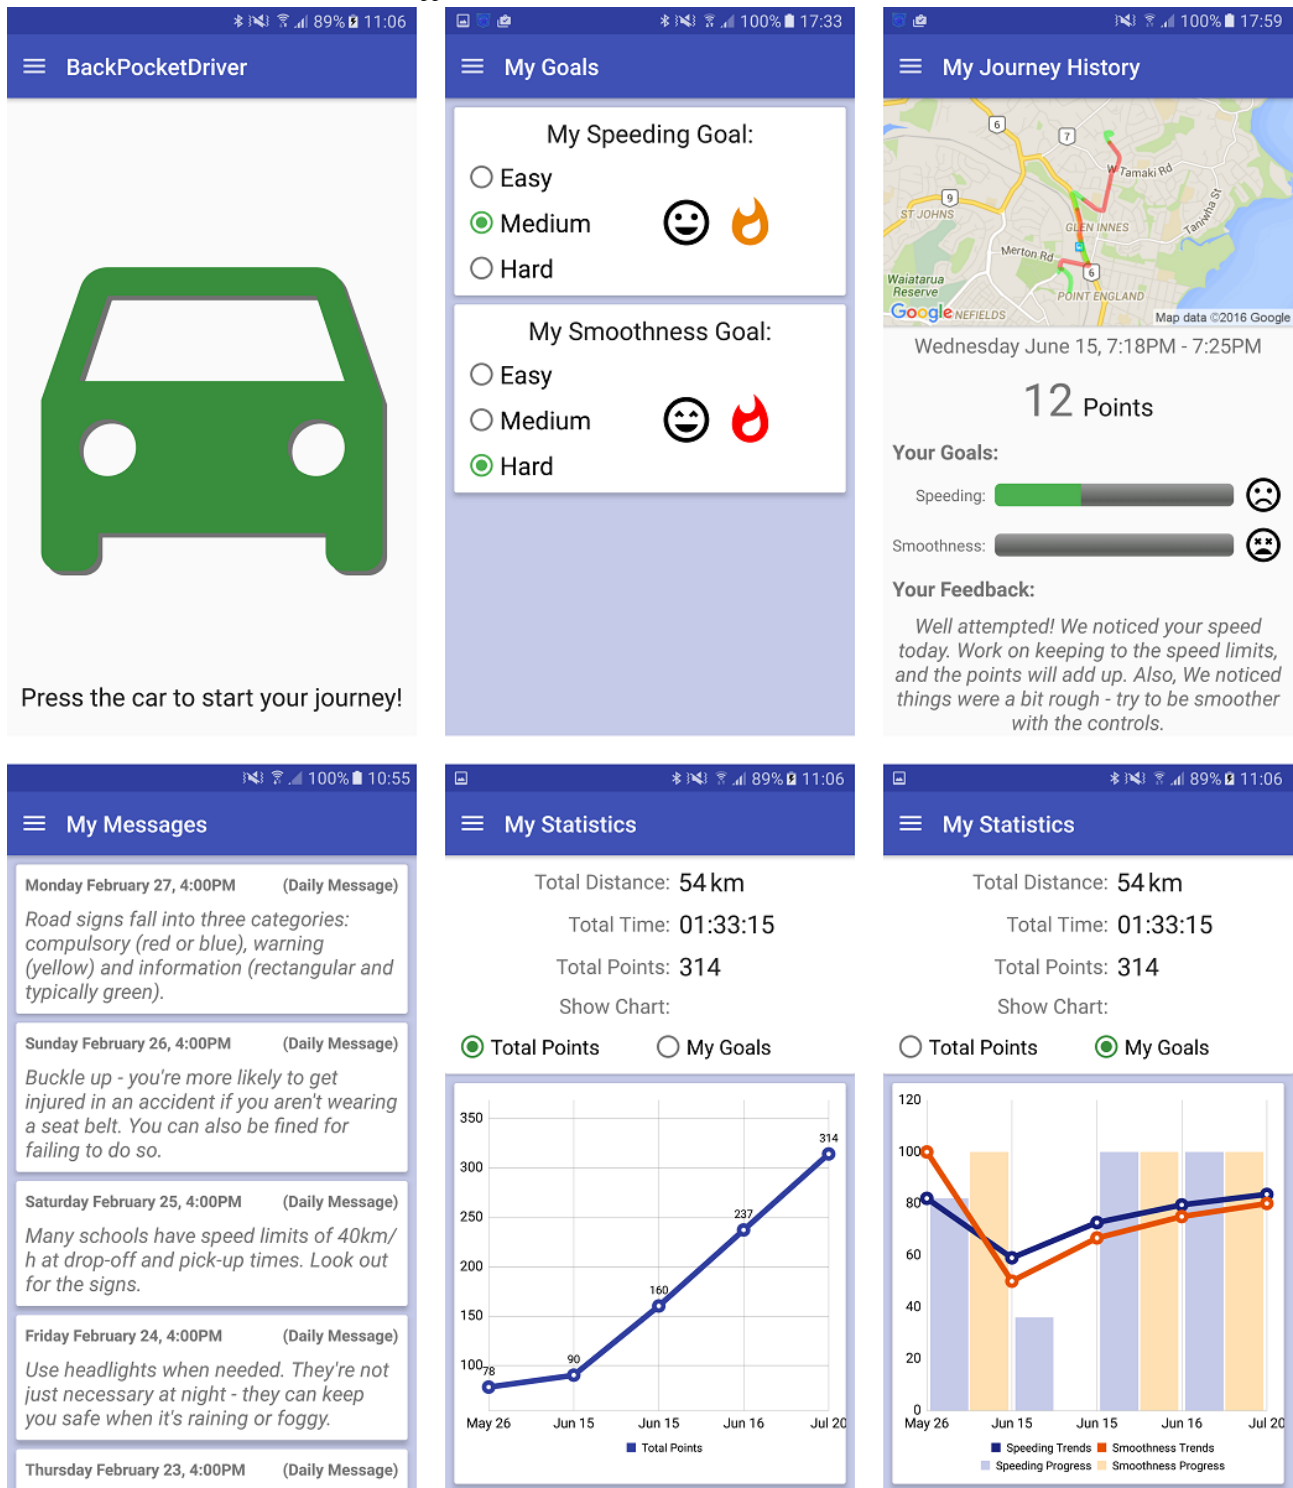 89% 11:06
BackPocketDriver
Press the car to start your journey!
100% 17:33
My Goals
My Speeding Goal:
Easy
Medium
Hard
My Smoothness Goal:
Easy
Medium
Hard
100% 17:59
My Journey History
6
7
W Tamaki Rd
9
ST JOHNS
Taniwha St
GLEN INNES
Merton Rd
6
Waiatarua
Reserve
POINT ENGLAND
Google NEFIELDS
Map data ©2016 Google
Wednesday June 15, 7:18PM - 7:25PM
12 Points
Your Goals:
Speeding:
Smoothness:
Your Feedback:
Well attempted! We noticed your speed
today. Work on keeping to the speed limits,
and the points will add up. Also, We noticed
things were a bit rough - try to be smoother
with the controls.
100% 10:55
My Messages
Monday February 27, 4:00PM (Daily Message)
Road signs fall into three categories:
compulsory (red or blue), warning
(yellow) and information (rectangular and
typically green).
Sunday February 26, 4:00PM (Daily Message)
Buckle up - you're more likely to get
injured in an accident if you aren't wearing
a seat belt. You can also be fined for
failing to do so.
Saturday February 25, 4:00PM (Daily Message)
Many schools have speed limits of 40km/
h at drop-off and pick-up times. Look out
for the signs.
Friday February 24, 4:00PM (Daily Message)
Use headlights when needed. They're not
just necessary at night - they can keep
you safe when it's raining or foggy.
Thursday February 23, 4:00PM (Daily Message)
89% 11:06
My Statistics
Total Distance: 54 km
Total Time: 01:33:15
Total Points: 314
Show Chart:
Total Points My Goals
350
314
300
250
237
200
160
150
100
90
78
May 26 Jun 15 Jun 15 Jun 16 Jul 20
Total Points
89% 11:06
My Statistics
Total Distance: 54 km
Total Time: 01:33:15
Total Points: 314
Show Chart:
Total Points My Goals
120
100
80
60
40
20
0
May 26 Jun 15 Jun 15 Jun 16 Jul 20
Speeding Trends Smoothness Trends
Speeding Progress Smoothness Progress